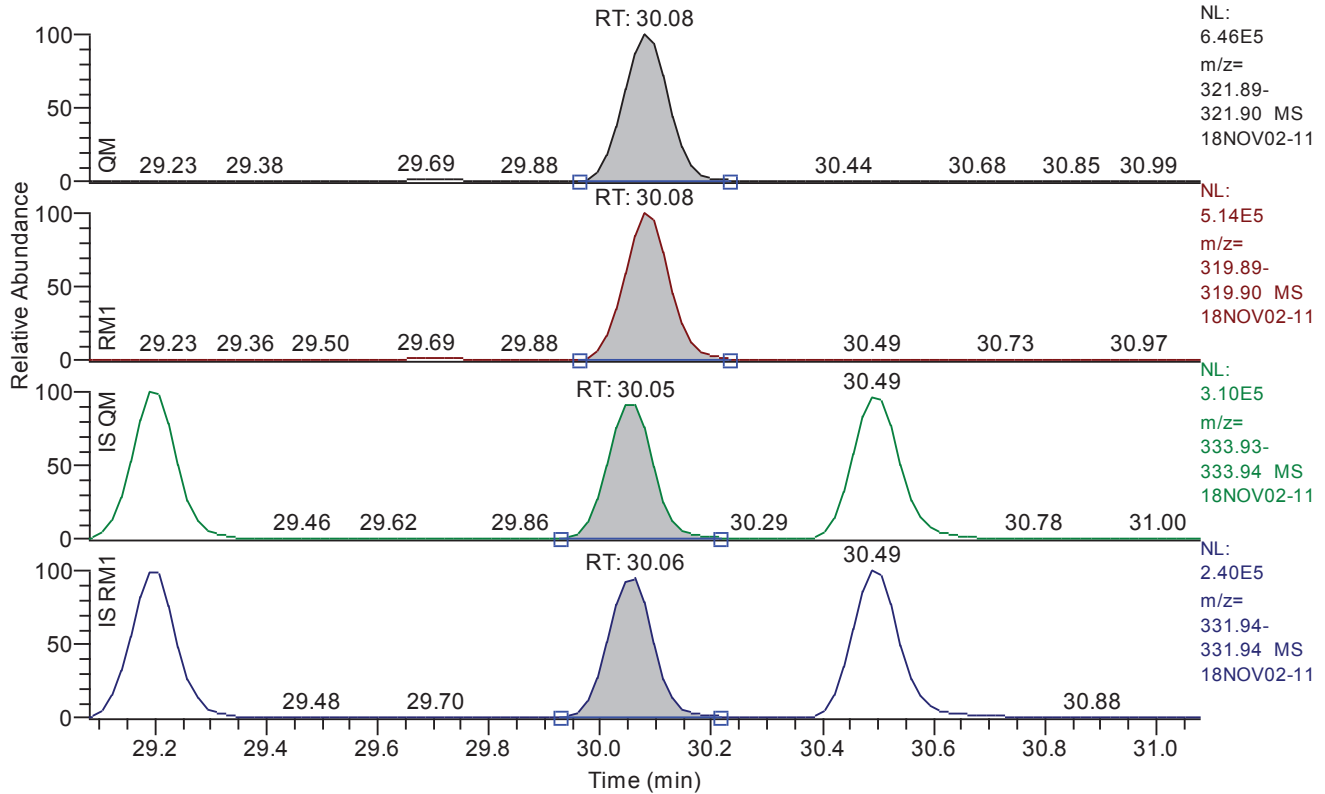 Relative Abundance
RT: 30.08
100
50
0
QM
29.23 29.38 29.69 29.88 30.44 30.68 30.85 30.99
NL:
6.46E5
m/z=
321.89-
321.90 MS
18NOV02-11
RT: 30.08
100
50
0
RM1
29.23 29.36 29.50 29.69 29.88 30.49 30.73 30.97
NL:
5.14E5
m/z=
319.89-
319.90 MS
18NOV02-11
RT: 30.05 30.49
100
50
0
IS QM
29.46 29.62 29.86 30.29 30.78 31.00
NL:
3.10E5
m/z=
333.93-
333.94 MS
18NOV02-11
RT: 30.06 30.49
100
50
0
IS RM1
29.48 29.70 30.88
NL:
2.40E5
m/z=
331.94-
331.94 MS
18NOV02-11
29.2 29.4 29.6 29.8 30.0 30.2 30.4 30.6 30.8 31.0
Time (min)